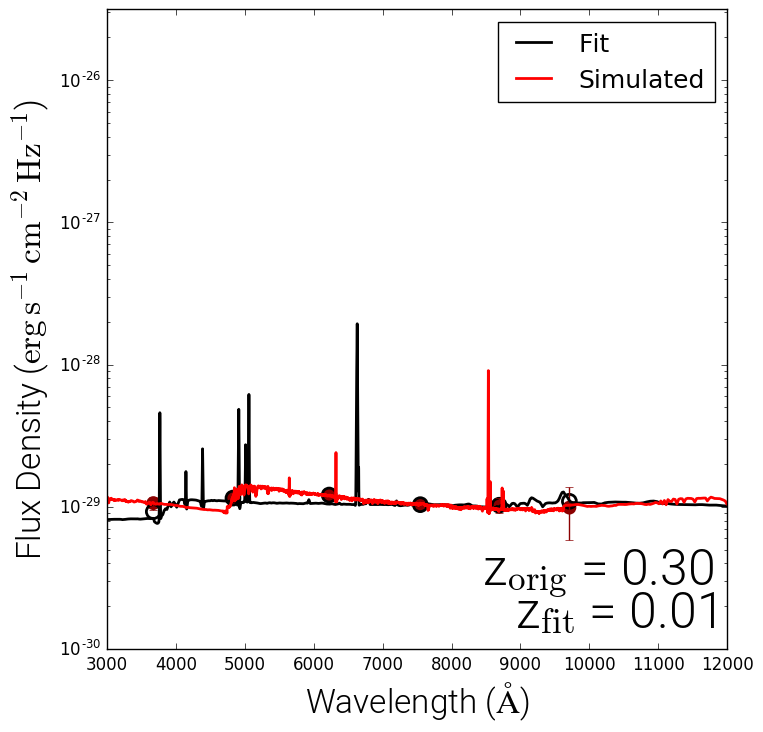 Fit
Simulated
10^-26
10^-27
10^-28
10^-29
10^-30
Flux Density (erg s^-1 cm^-2 Hz^-1)
z_orig = 0.30
z_fit = 0.01
3000 4000 5000 6000 7000 8000 9000 10000 11000 12000
Wavelength (Å)